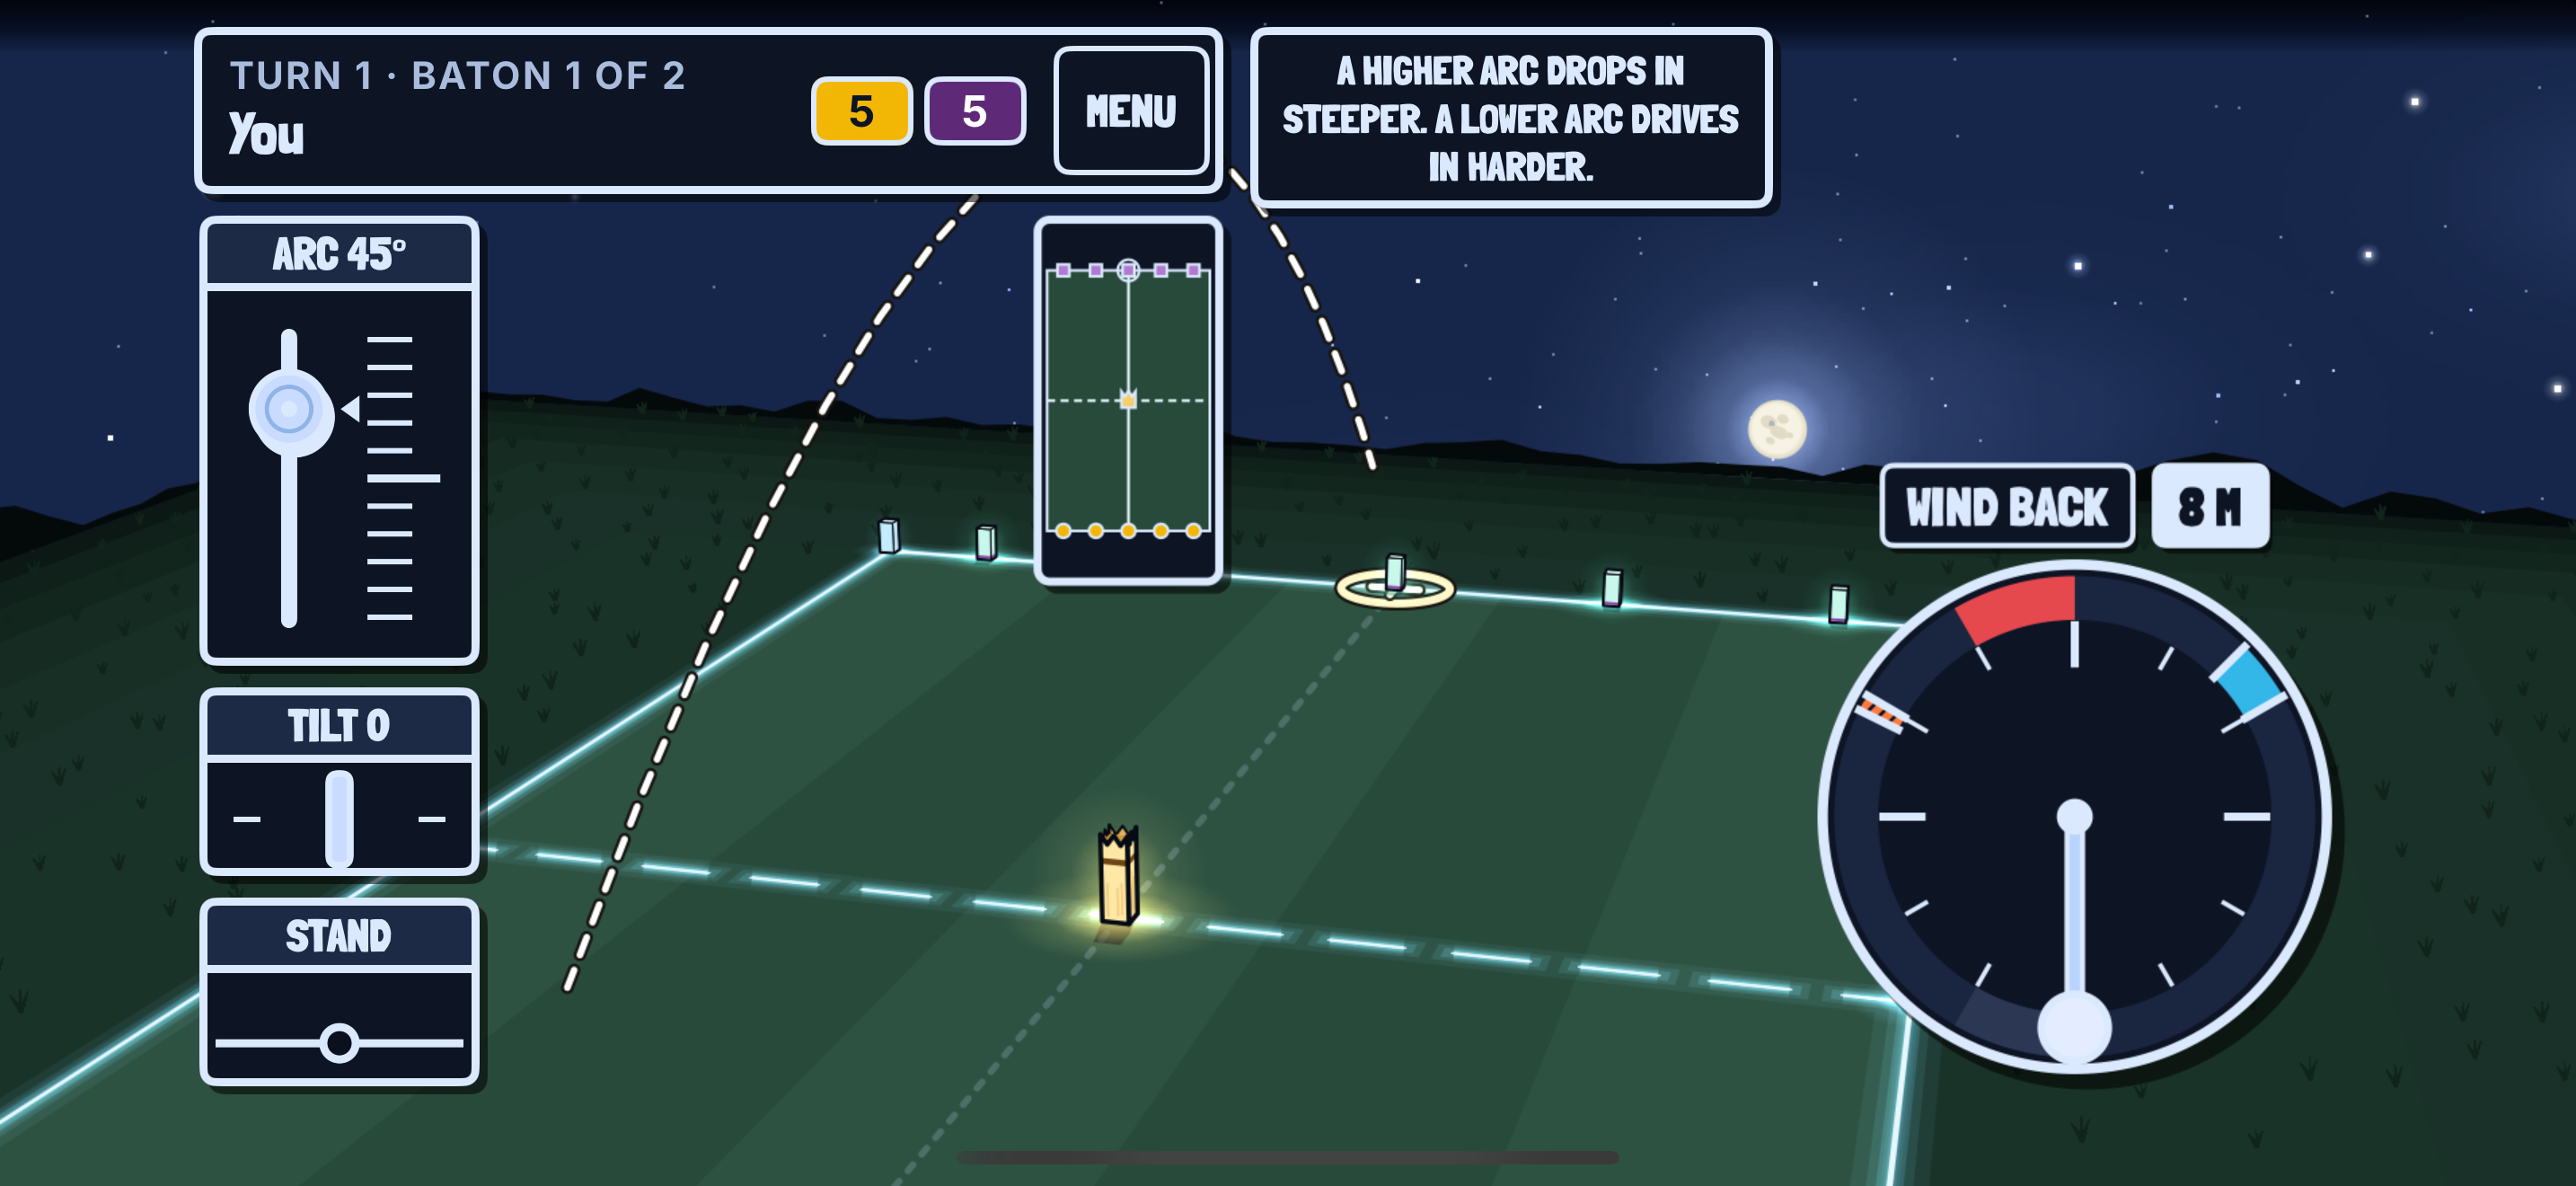 TURN 1 · BATON 1 OF 2
You
5
5
MENU
A HIGHER ARC DROPS IN
STEEPER. A LOWER ARC DRIVES
IN HARDER.
ARC 45°
TILT 0
STAND
WIND BACK
8 M